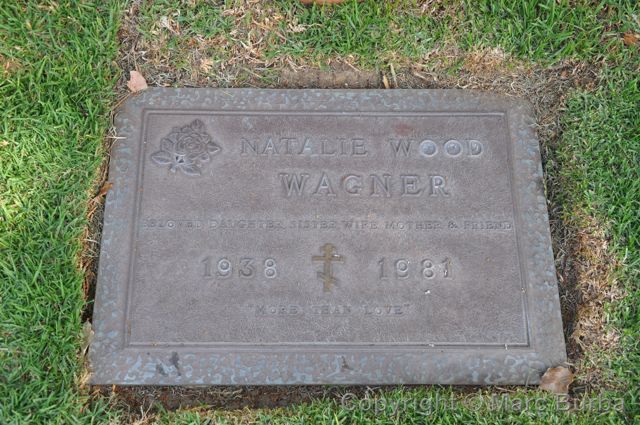 NATALIE WOOD
WAGNER
BELOVED DAUGHTER, SISTER, WIFE, MOTHER & FRIEND
1938 1981
"MORE THAN LOVE"
Copyright © Marc Burba